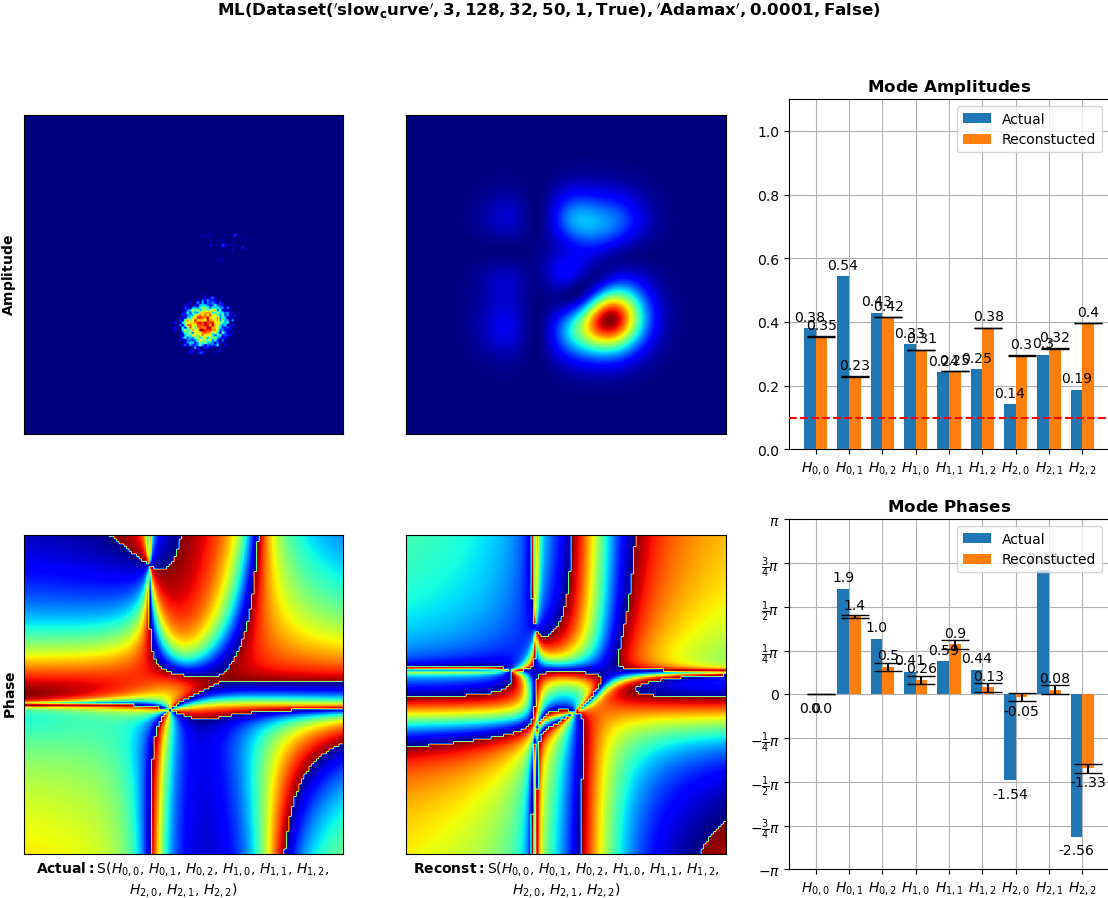 ML(Dataset('slow_curve', 3, 128, 32, 50, 1, True), 'Adamax', 0.0001, False)
Amplitude
Mode Amplitudes
Actual
Reconstucted
1.0
0.8
0.6
0.4
0.2
0.0
0.38
0.35
0.54
0.23
0.43
0.42
0.33
0.31
0.24
0.25
0.25
0.38
0.14
0.3
0.3
0.32
0.19
0.4
H0,0 H0,1 H0,2 H1,0 H1,1 H1,2 H2,0 H2,1 H2,2
Phase
Mode Phases
Actual
Reconstucted
π
3/4π
1/2π
1/4π
0
−1/4π
−1/2π
−3/4π
−π
0.0
0.0
1.9
1.4
1.0
0.5
0.41
0.26
0.59
0.9
0.44
0.13
-1.54
-0.05
0.08
-2.56
-1.33
H0,0 H0,1 H0,2 H1,0 H1,1 H1,2 H2,0 H2,1 H2,2
Actual: S(H0,0, H0,1, H0,2, H1,0, H1,1, H1,2,
H2,0, H2,1, H2,2)
Reconst: S(H0,0, H0,1, H0,2, H1,0, H1,1, H1,2,
H2,0, H2,1, H2,2)